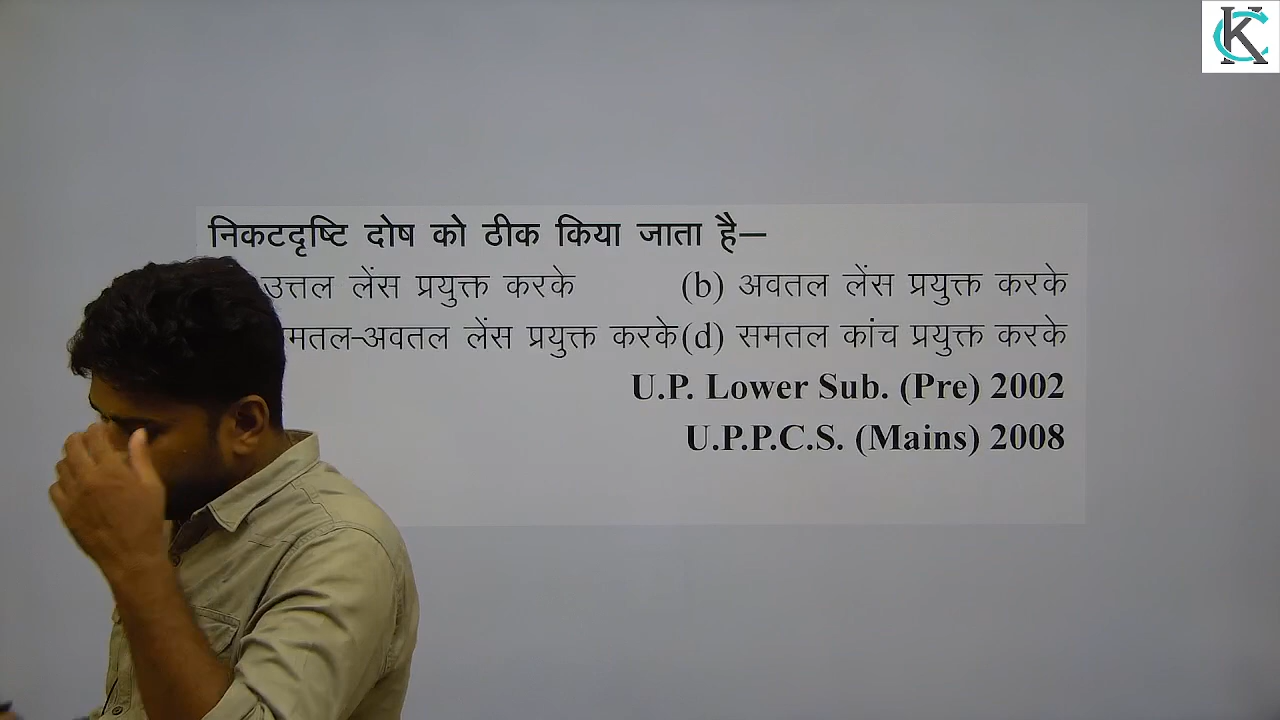 निकटदृष्टि दोष को ठीक किया जाता है–
उत्तल लेंस प्रयुक्त करके (b) अवतल लेंस प्रयुक्त करके
मतल-अवतल लेंस प्रयुक्त करके (d) समतल कांच प्रयुक्त करके
U.P. Lower Sub. (Pre) 2002
U.P.P.C.S. (Mains) 2008
KC